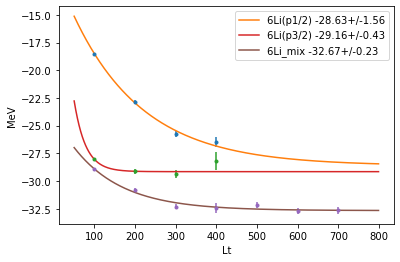 −15.0
−17.5
−20.0
−22.5
−25.0
−27.5
−30.0
−32.5
MeV
6Li(p1/2) -28.63+/-1.56
6Li(p3/2) -29.16+/-0.43
6Li_mix -32.67+/-0.23
100 200 300 400 500 600 700 800
Lt